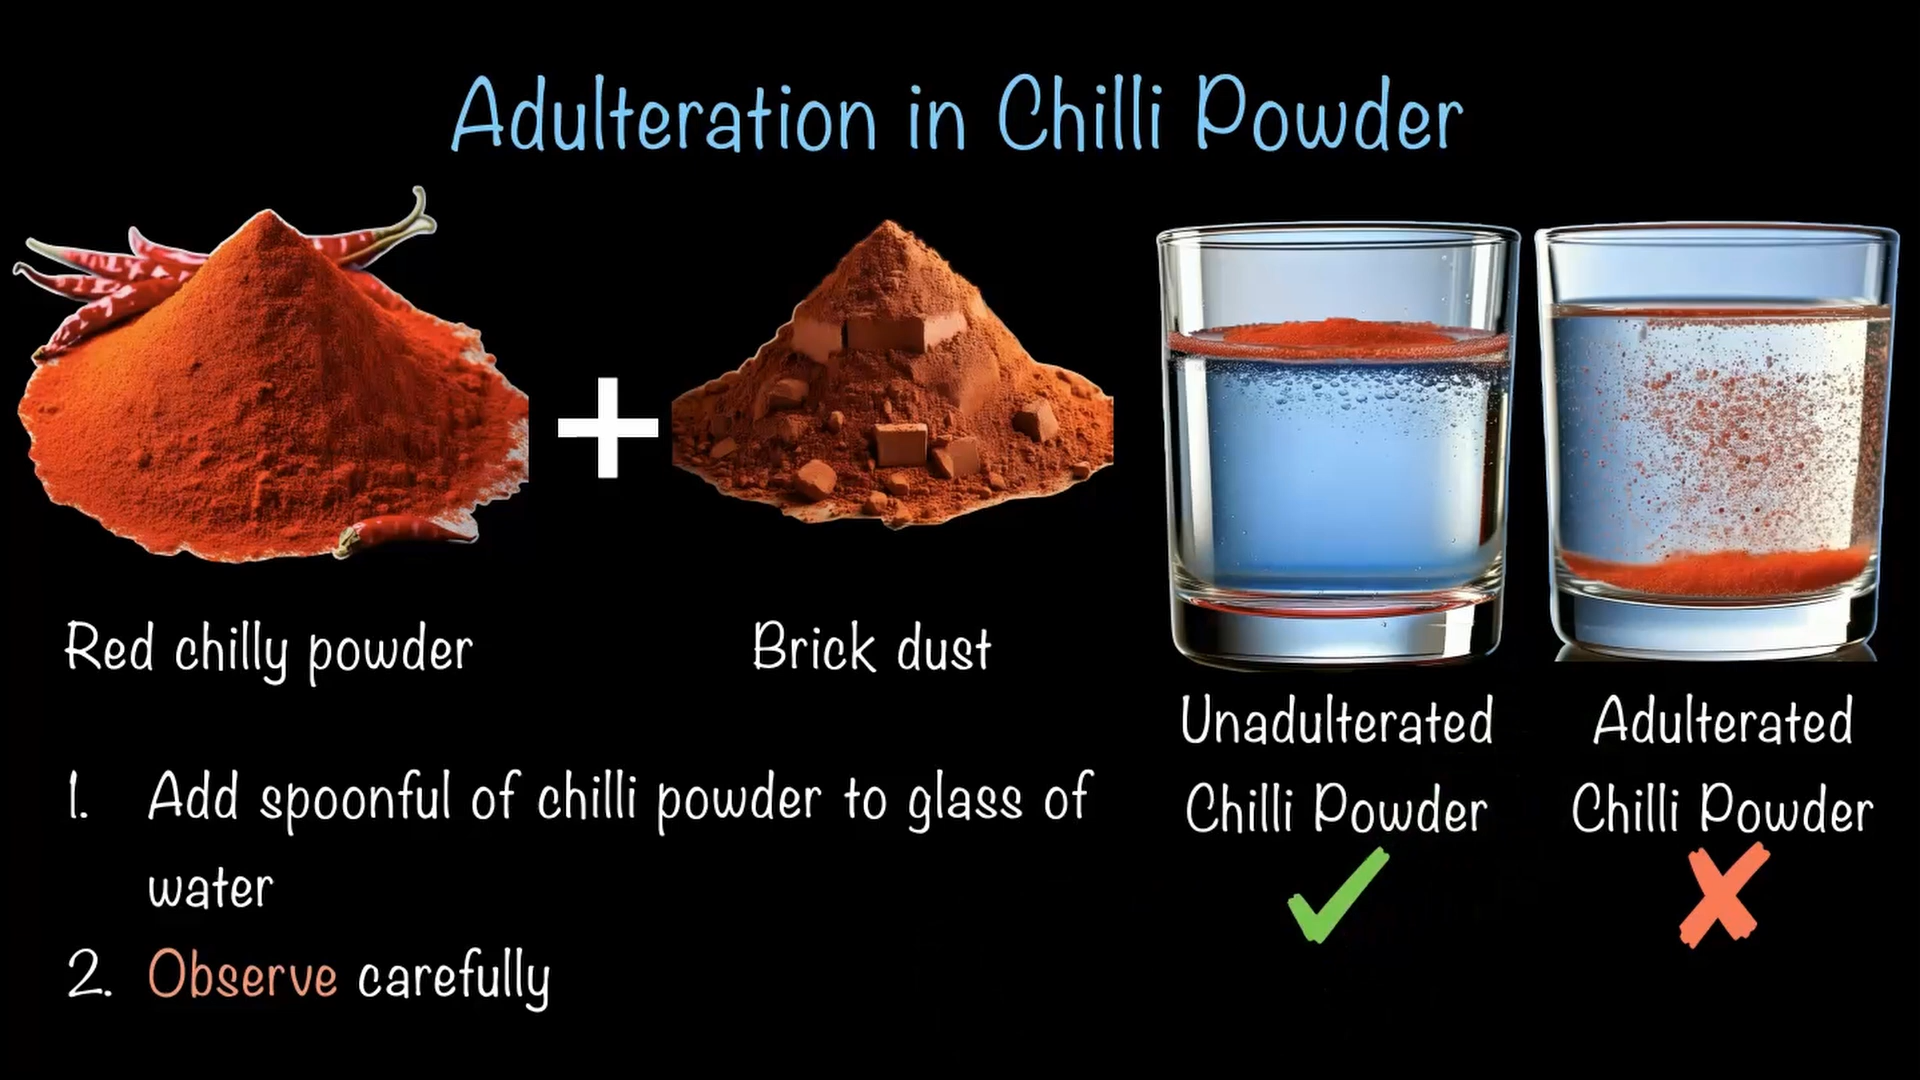 Adulteration in Chilli Powder
Red chilly powder
Brick dust
1. Add spoonful of chilli powder to glass of
water
2. Observe carefully
Unadulterated
Chilli Powder
Adulterated
Chilli Powder